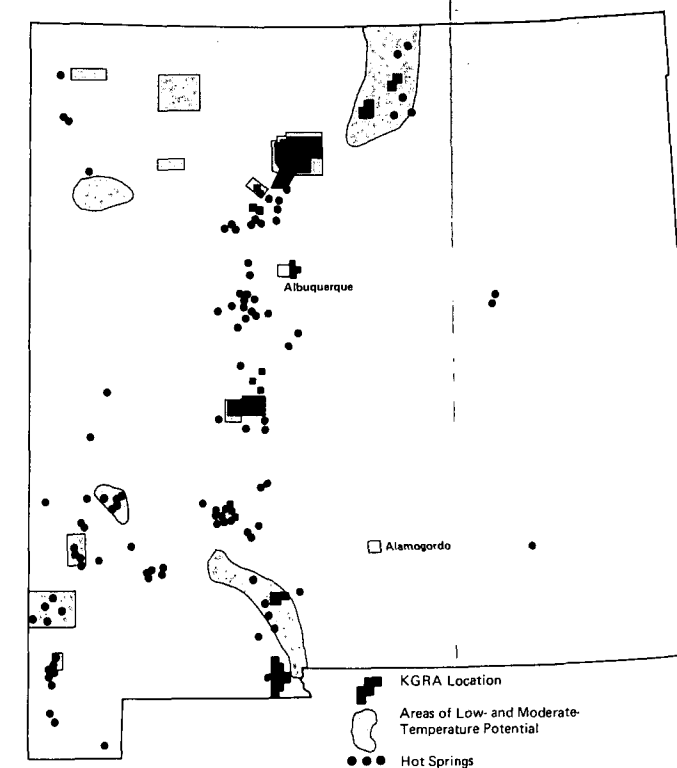 Albuquerque
Alamogordo
KGRA Location
Areas of Low- and Moderate-
Temperature Potential
Hot Springs